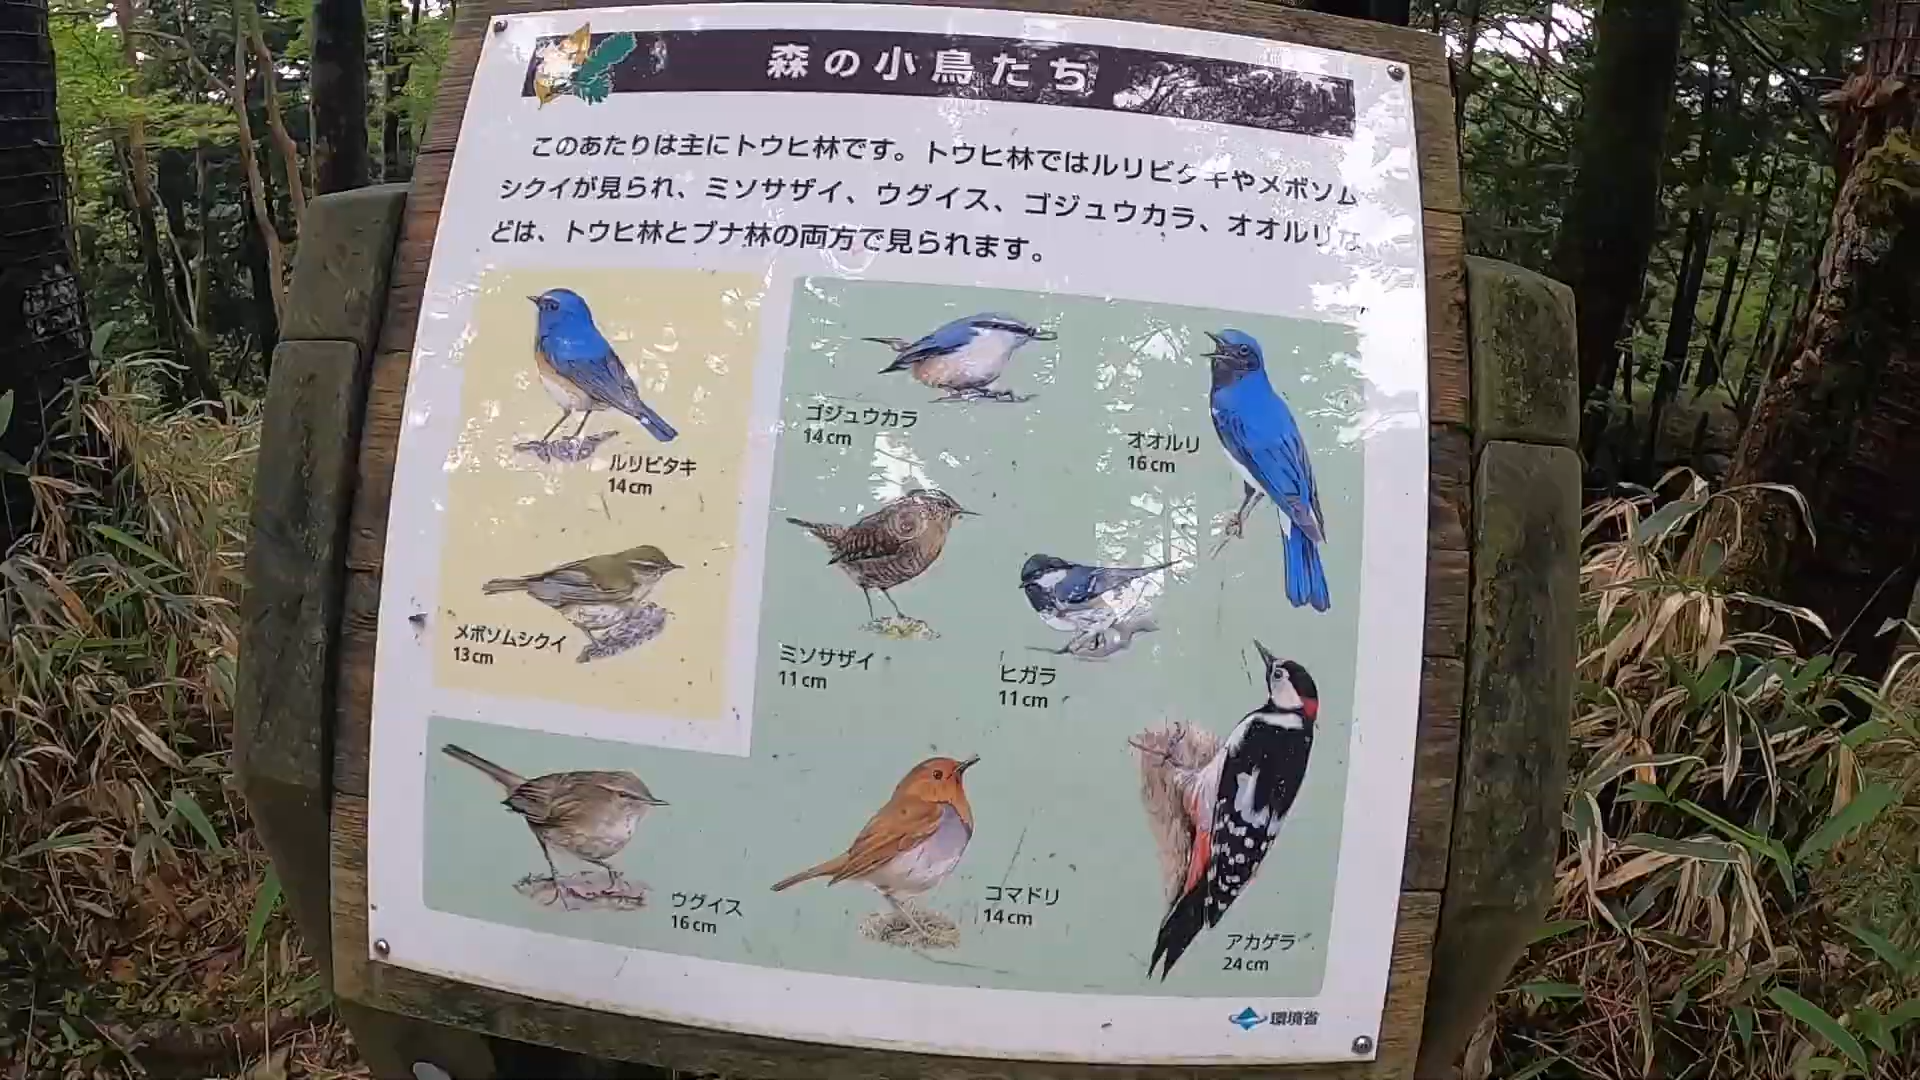 森の小鳥たち
このあたりは主にトウヒ林です。トウヒ林ではルリビタキやメボソム
シクイが見られ、ミソサザイ、ウグイス、ゴジュウカラ、オオルリな
どは、トウヒ林とブナ林の両方で見られます。
ルリビタキ
14cm
メボソムシクイ
13cm
ゴジュウカラ
14cm
オオルリ
16cm
ミソサザイ
11cm
ヒガラ
11cm
ウグイス
16cm
コマドリ
14cm
アカゲラ
24cm
環境省